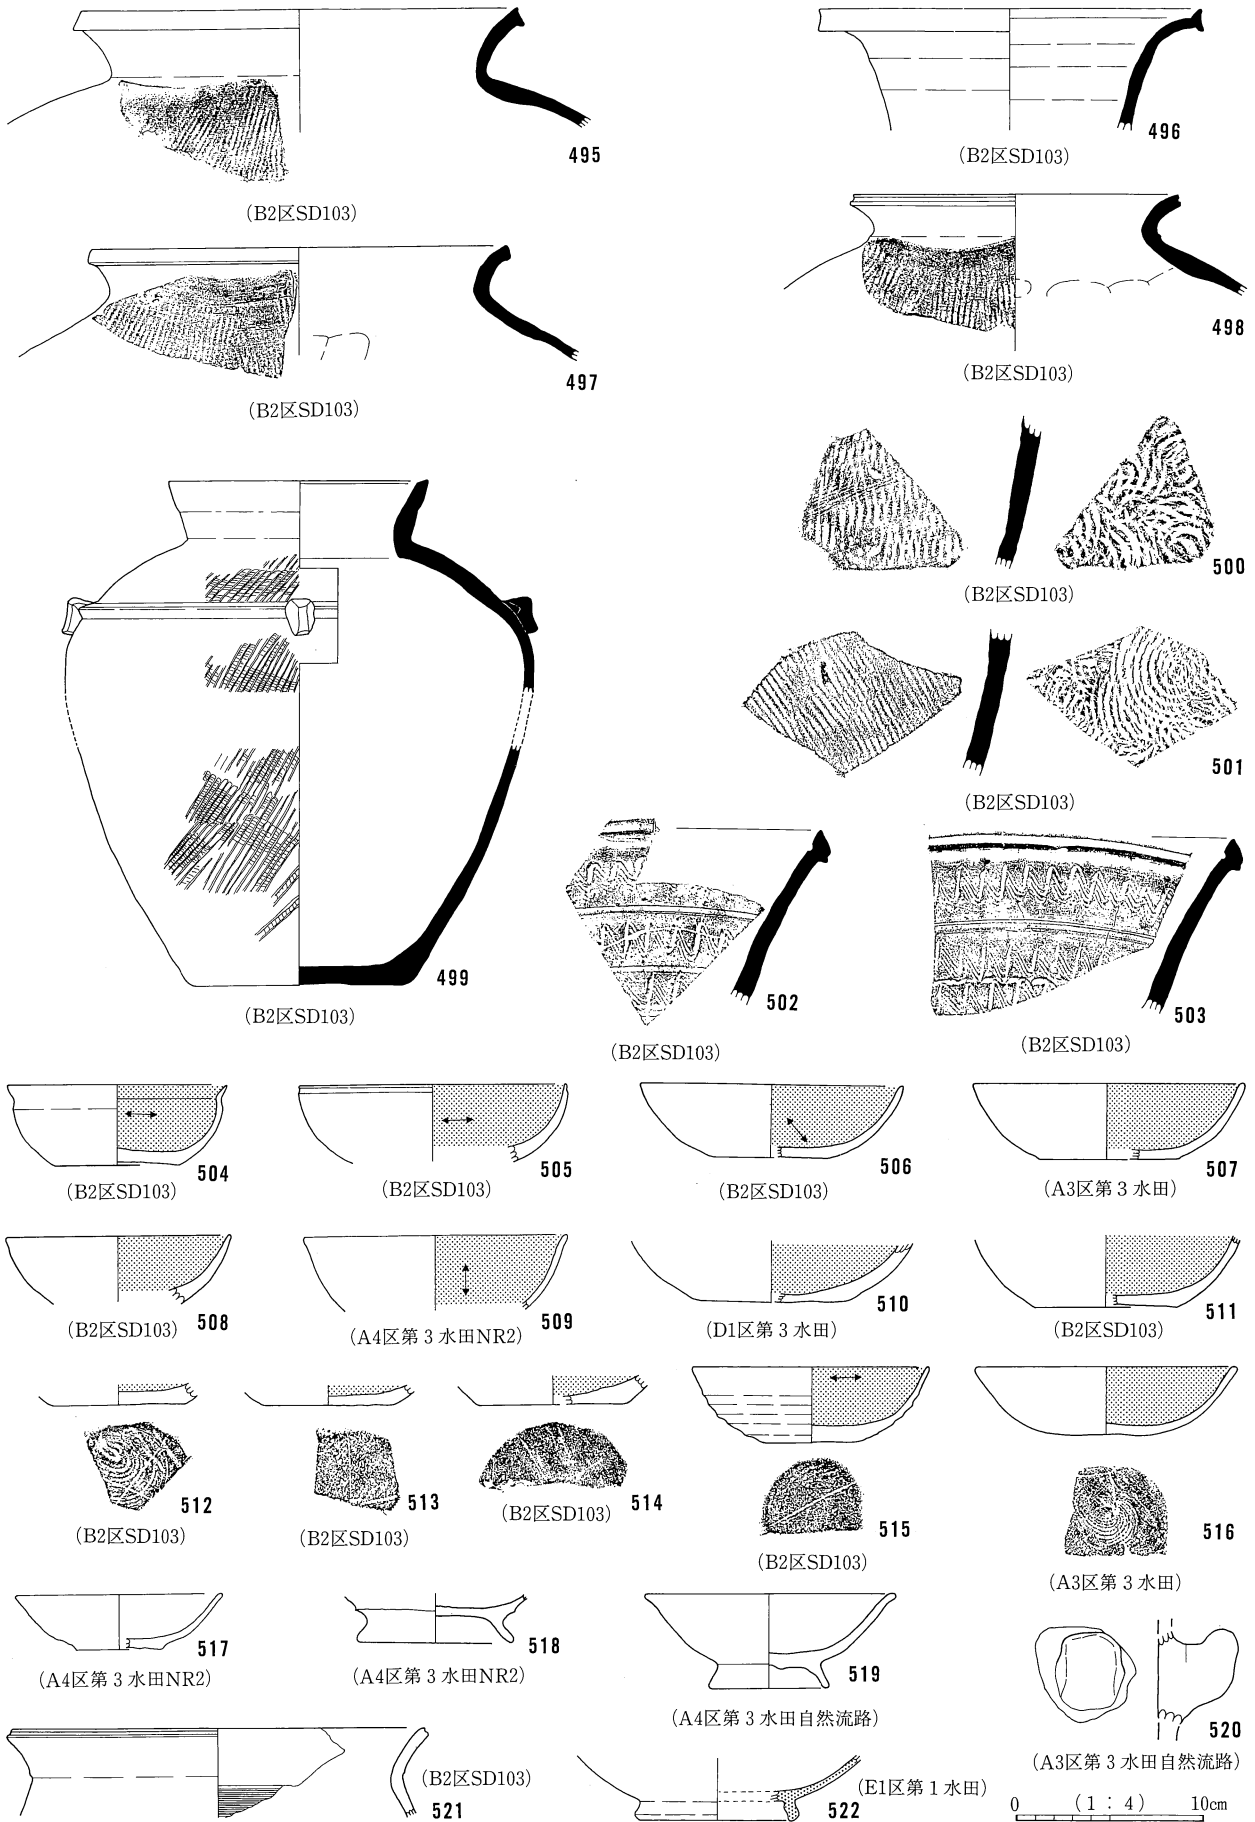 495
(B2区SD103)
496
(B2区SD103)
497
(B2区SD103)
498
(B2区SD103)
499
(B2区SD103)
500
(B2区SD103)
501
(B2区SD103)
502
(B2区SD103)
503
(B2区SD103)
504
(B2区SD103)
505
(B2区SD103)
506
(B2区SD103)
507
(A3区第3水田)
508
(B2区SD103)
509
(A4区第3水田NR2)
510
(D1区第3水田)
511
(B2区SD103)
512
(B2区SD103)
513
(B2区SD103)
514
(B2区SD103)
515
(B2区SD103)
516
(A3区第3水田)
517
(A4区第3水田NR2)
518
(A4区第3水田NR2)
519
(A4区第3水田自然流路)
520
(A3区第3水田自然流路)
(B2区SD103)
521
(E1区第1水田)
522
0 (1:4) 10cm